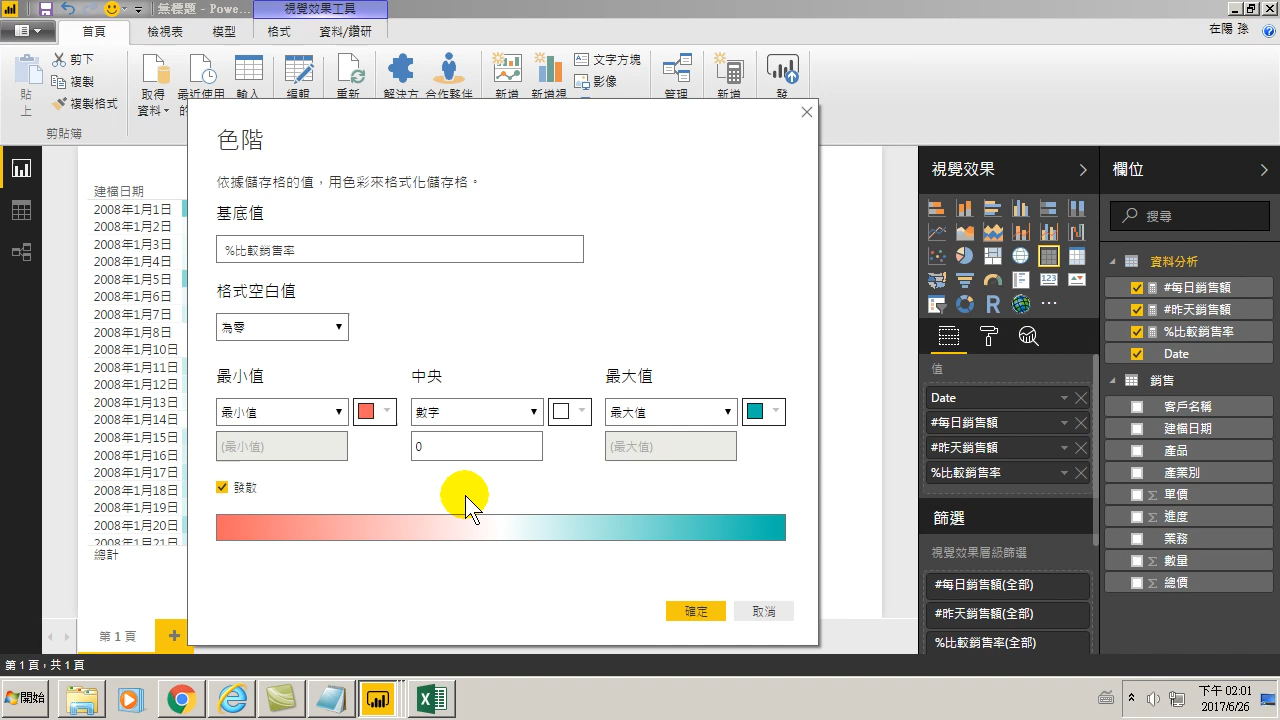 無標題 - Po...
視覺效果工具
首頁
檢視表
模型
格式
資料/鑽研
在陽 孫
貼
上
剪下
複製
複製格式
剪貼簿
取得
資料
最近使用
輸入
編輯
重新
解決方
合作夥伴
新增
新增視
文字方塊
影像
管理
新增
發
色階
依據儲存格的值，用色彩來格式化儲存格。
基底值
%比較銷售率
格式空白值
為零
最小值
中央
最大值
最小值
數字
最大值
(最小值)
0
(最大值)
發散
確定
取消
建檔日期
2008年1月1日
2008年1月2日
2008年1月3日
2008年1月4日
2008年1月5日
2008年1月6日
2008年1月7日
2008年1月8日
2008年1月10日
2008年1月11日
2008年1月12日
2008年1月13日
2008年1月14日
2008年1月15日
2008年1月16日
2008年1月17日
2008年1月18日
2008年1月19日
2008年1月20日
2008年1月21日
總計
視覺效果
R
123
值
Date
#每日銷售額
#昨天銷售額
%比較銷售率
篩選
視覺效果層級篩選
#每日銷售額(全部)
#昨天銷售額(全部)
%比較銷售率(全部)
欄位
搜尋
資料分析
#每日銷售額
#昨天銷售額
%比較銷售率
Date
銷售
客戶名稱
建檔日期
產品
產業別
Σ 單價
Σ 進度
業務
Σ 數量
Σ 總價
第 1 頁
第 1 頁，共 1 頁
開始
下午 02:01
2017/6/26